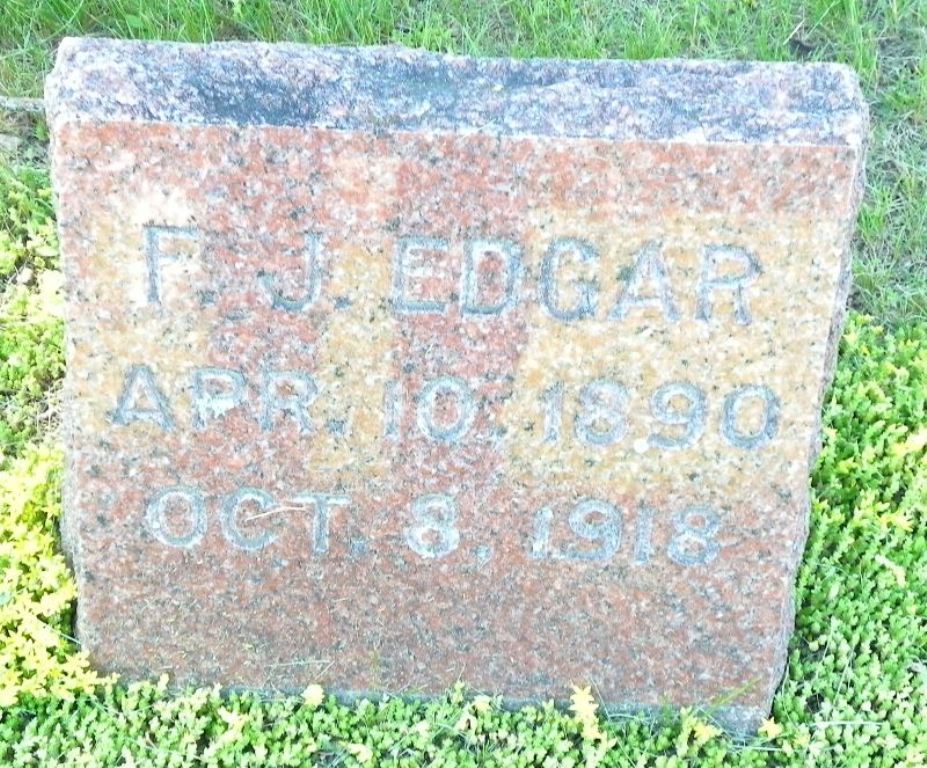 F. J. EDGAR
APR. 10, 1890
OCT. 8, 1918